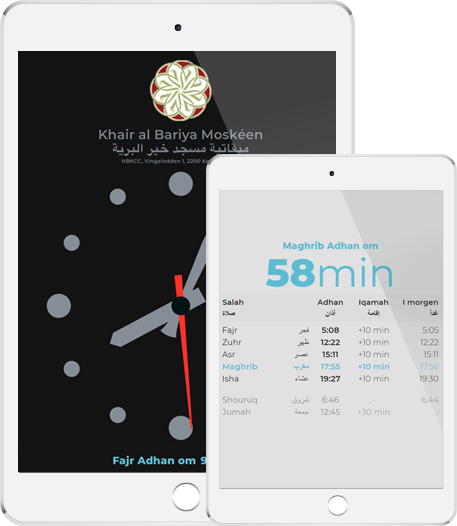 Khair al Bariya Moskéen
ميقاتية مسجد خير البرية
HBKCC, Vingelodden 1, 2200
Fajr Adhan om 9
Maghrib Adhan om
58min
Salah Adhan Iqamah I morgen
صلاة أذان إقامة غداً
Fajr فجر 5:08 +10 min 5:05
Zuhr ظهر 12:22 +10 min 12:22
Asr عصر 15:11 +10 min 15:11
Maghrib مغرب 17:55 +10 min 17:56
Isha عشاء 19:27 +10 min 19:30
Shouruq شروق 6:46 - 6:44
Jumah جمعة 12:45 +30 min -